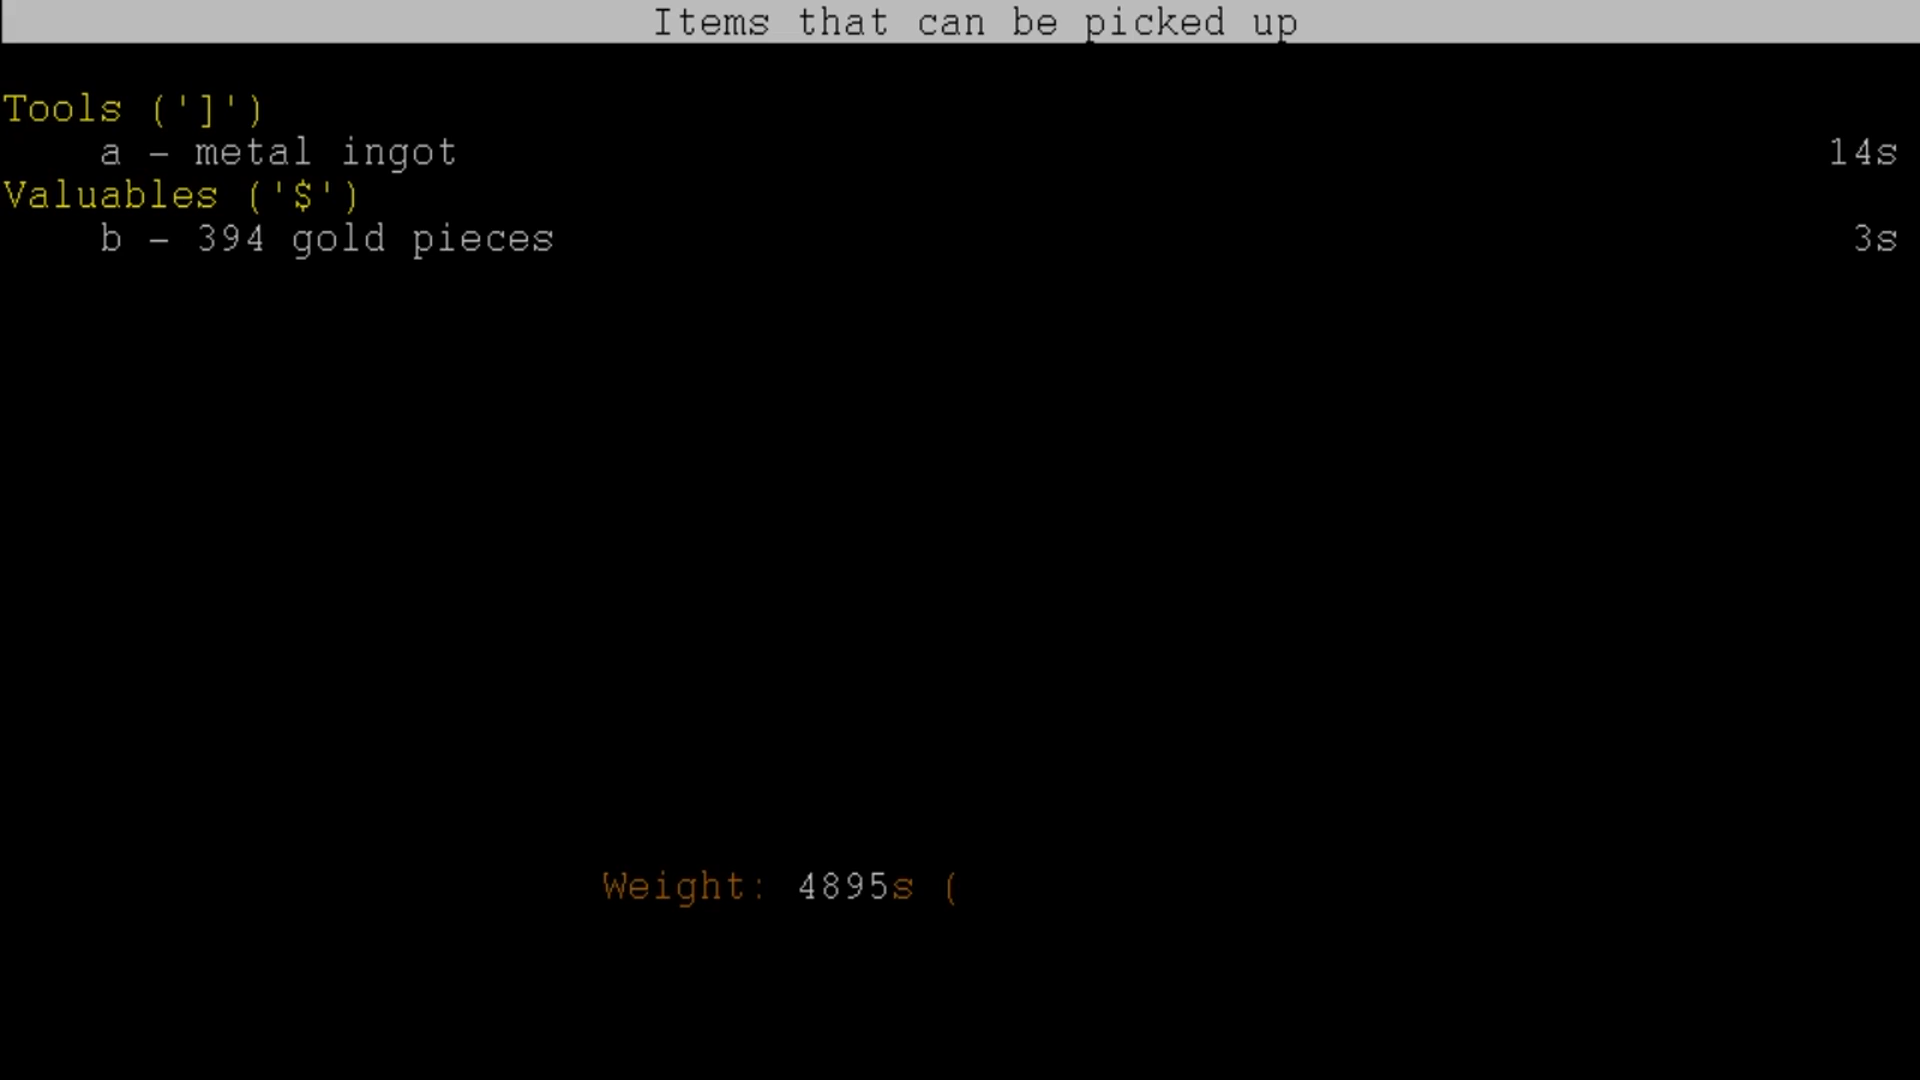 Items that can be picked up
Tools (']')
a - metal ingot 14s
Valuables ('$')
b - 394 gold pieces 3s
Weight: 4895s (